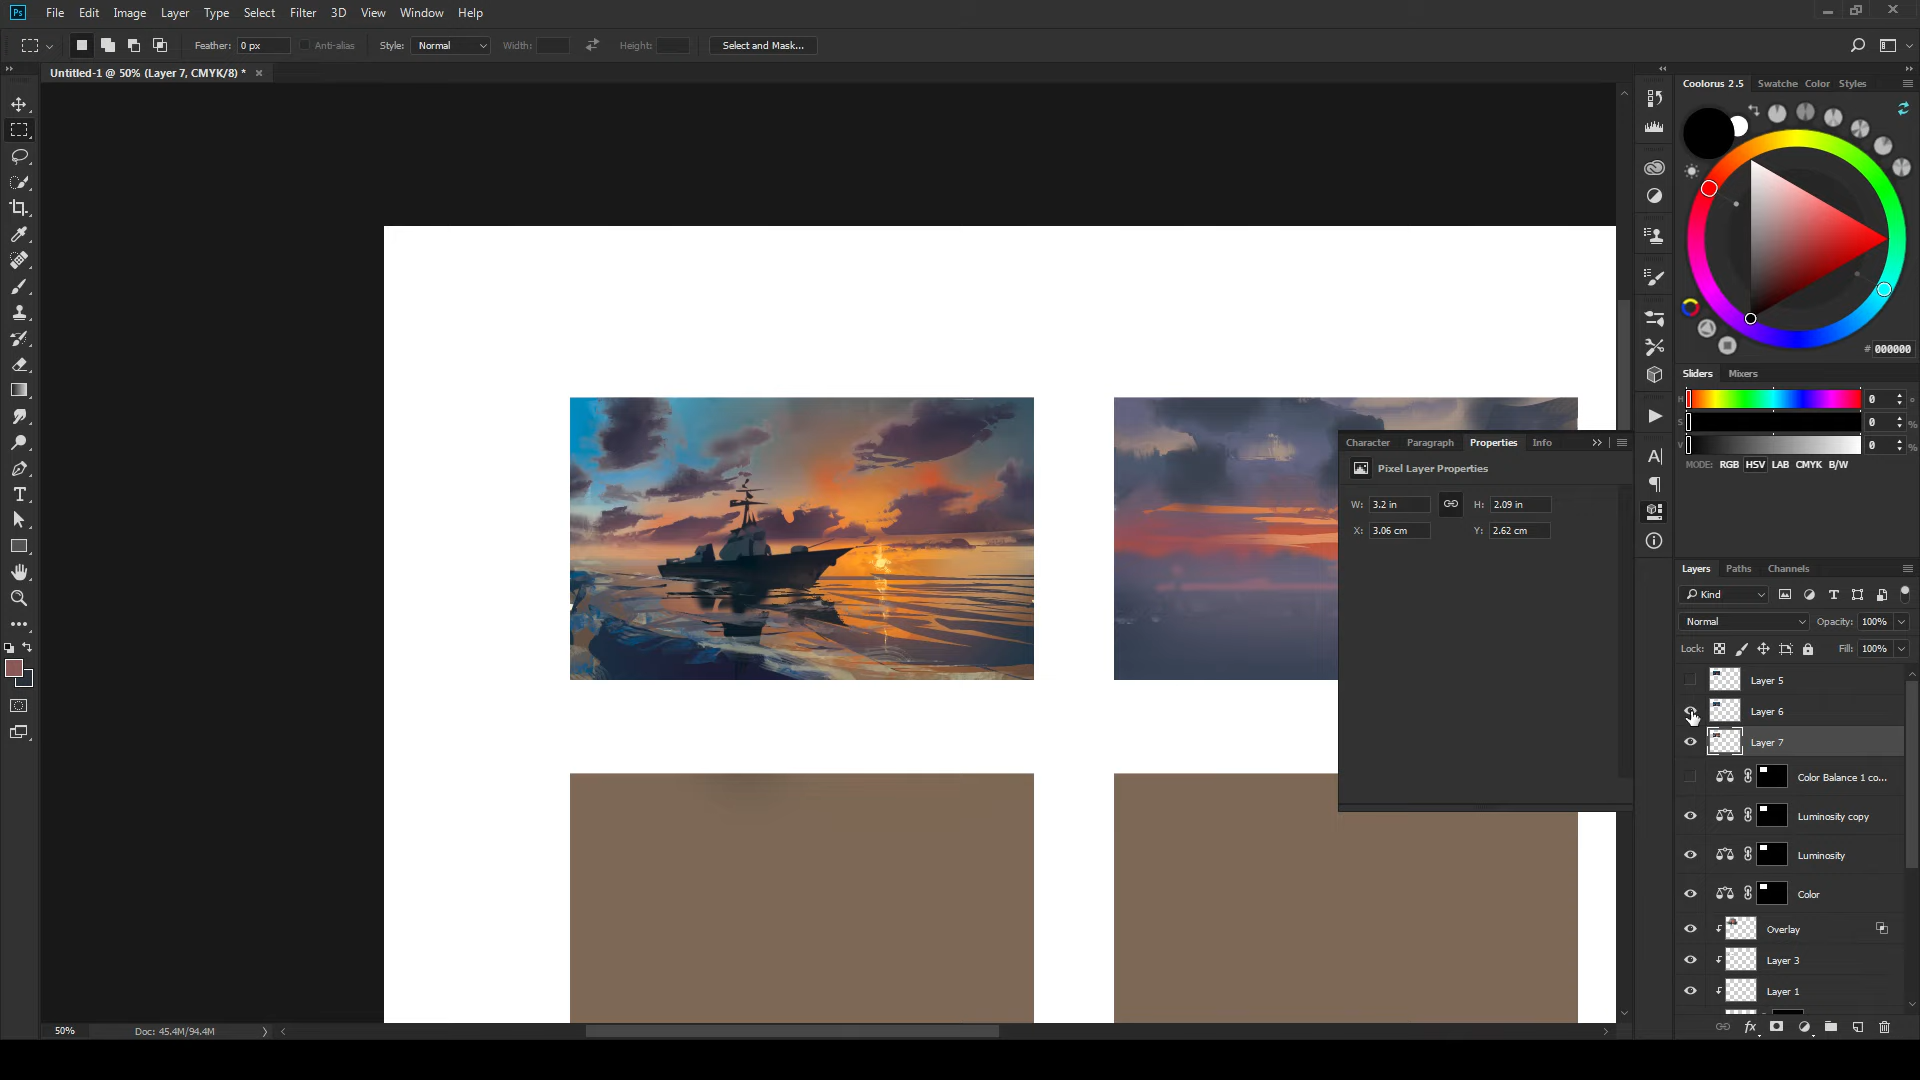 Ps File Edit Image Layer Type Select Filter 3D View Window Help
Feather: 0 px Anti-alias Style: Normal Width: Height: Select and Mask...
Untitled-1 @ 50% (Layer 7, CMYK/8) *
Coolorus 2.5 Swatche Color Styles
# 000000
Sliders Mixers
H 0 °
S 0 %
V 0 %
MODE: RGB HSV LAB CMYK B/W
Character Paragraph Properties Info
Pixel Layer Properties
W: 3.2 in H: 2.09 in
X: 3.06 cm Y: 2.62 cm
Layers Paths Channels
Kind
Normal Opacity: 100%
Lock: Fill: 100%
Layer 5
Layer 6
Layer 7
Color Balance 1 co...
Luminosity copy
Luminosity
Color
Overlay
Layer 3
Layer 1
50% Doc: 45.4M/94.4M